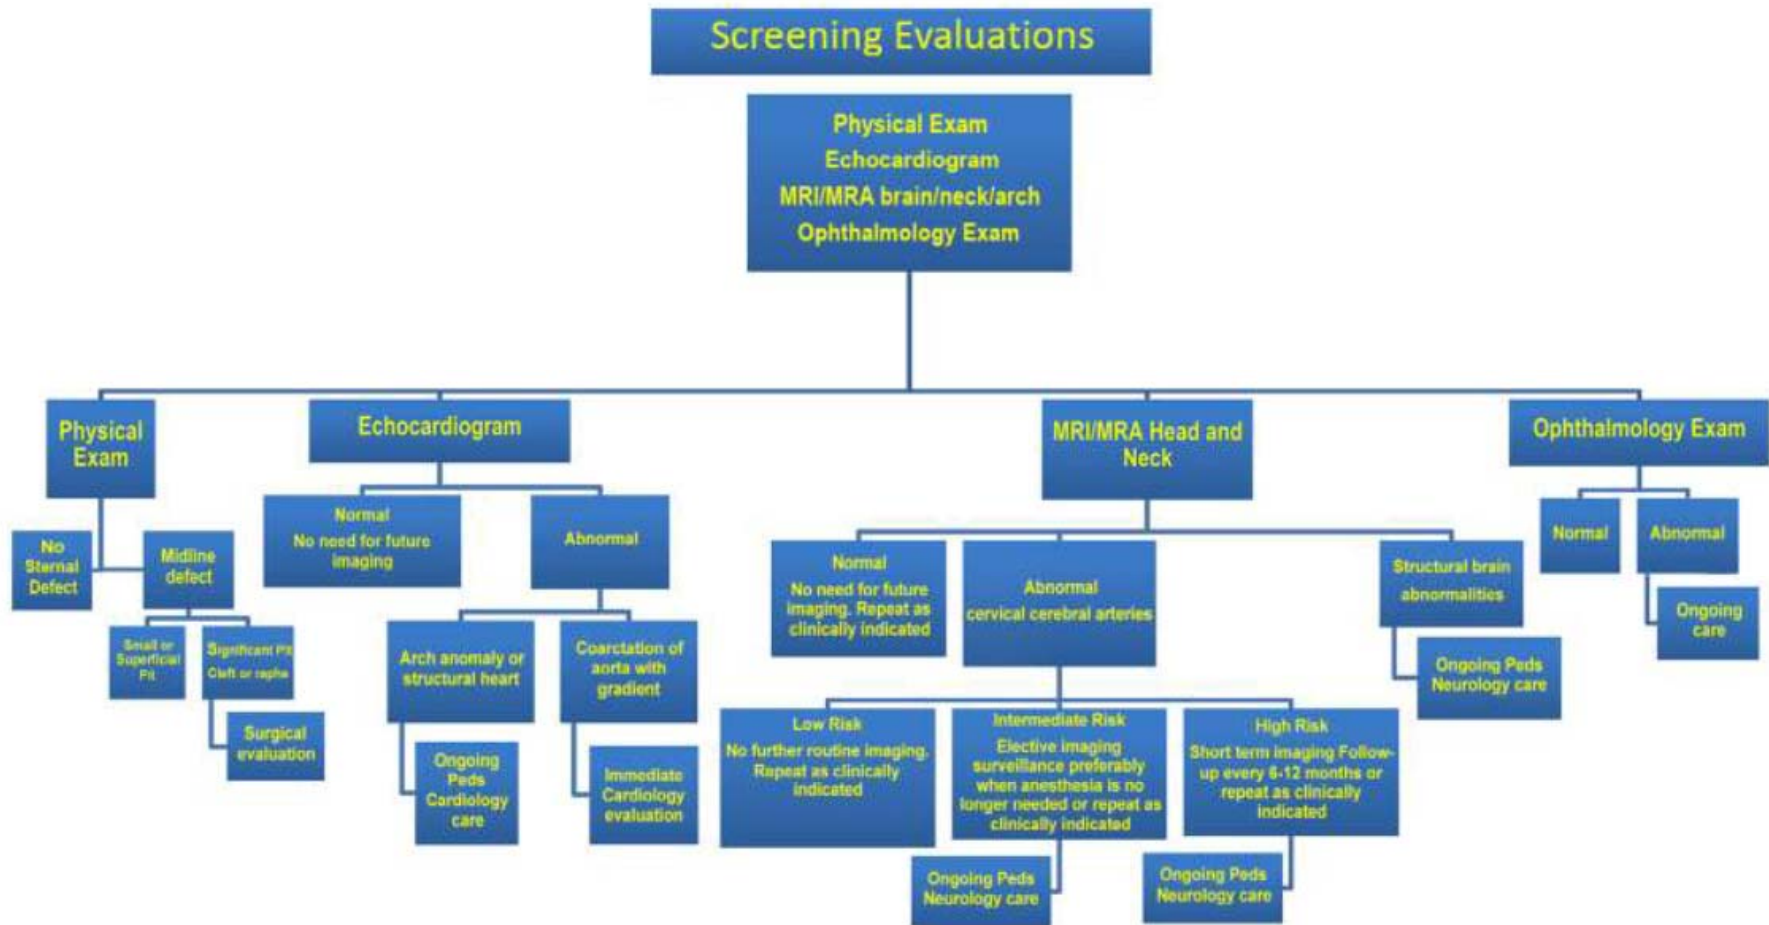 Screening Evaluations
Physical Exam
Echocardiogram
MRI/MRA brain/neck/arch
Ophthalmology Exam
Physical
Exam
No
Sternal
Defect
Midline
defect
Small or
Superficial
Pit
Significant Pit
Cleft or raphe
Surgical
evaluation
Echocardiogram
Normal
No need for future
imaging
Abnormal
Arch anomaly or
structural heart
Ongoing
Peds
Cardiology
care
Coarctation of
aorta with
gradient
Immediate
Cardiology
evaluation
MRI/MRA Head and
Neck
Normal
No need for future
imaging. Repeat as
clinically indicated
Abnormal
cervical cerebral arteries
Low Risk
No further routine imaging.
Repeat as clinically
indicated
Intermediate Risk
Elective imaging
surveillance preferably
when anesthesia is no
longer needed or repeat as
clinically indicated
Ongoing Peds
Neurology care
High Risk
Short term imaging Follow-
up every 6-12 months or
repeat as clinically
indicated
Ongoing Peds
Neurology care
Structural brain
abnormalities
Ongoing Peds
Neurology care
Ophthalmology Exam
Normal
Abnormal
Ongoing
care